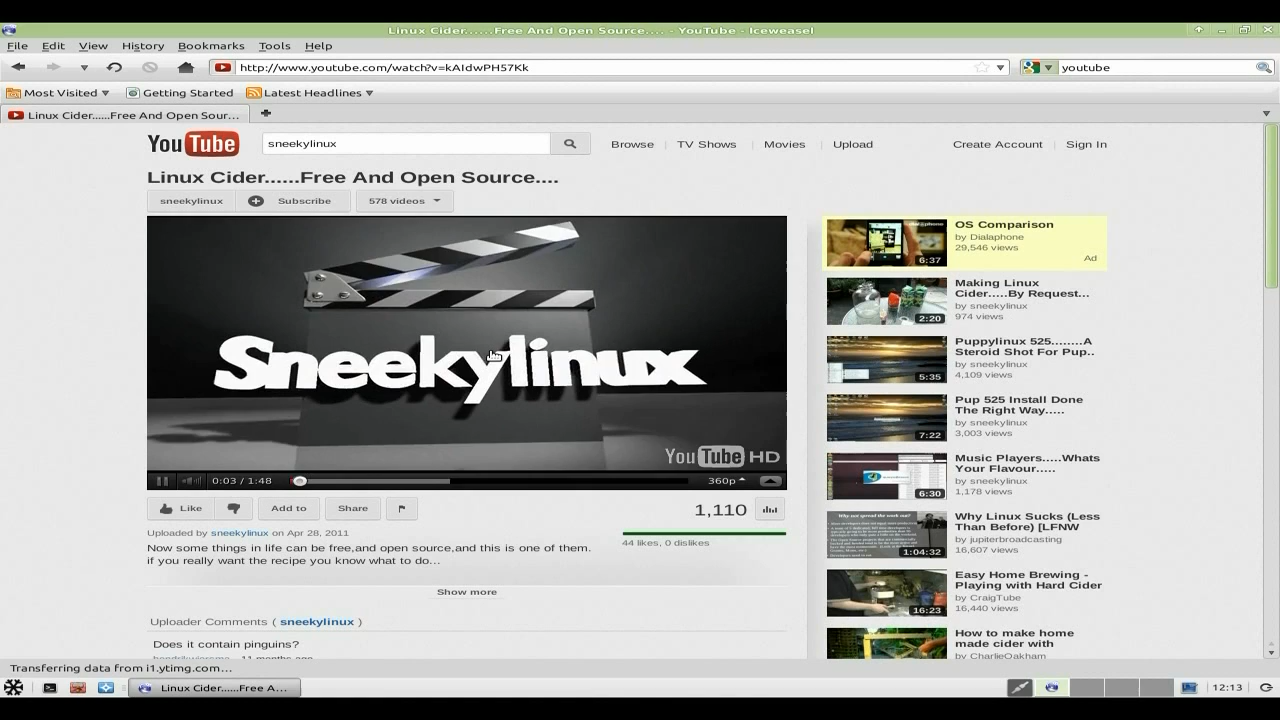 Linux Cider......Free And Open Source.... - YouTube - Iceweasel
File Edit View History Bookmarks Tools Help
http://www.youtube.com/watch?v=kAIdwPH57Kk
youtube
Most Visited Getting Started Latest Headlines
Linux Cider......Free And Open Sour...
YouTube
sneekylinux
Browse TV Shows Movies Upload Create Account Sign In
Linux Cider......Free And Open Source....
sneekylinux Subscribe 578 videos
Sneekylinux
YouTube HD
0:03 / 1:48 360p
Like Add to Share
1,110
sneekylinux on Apr 28, 2011
44 likes, 0 dislikes
things in life can be free,and open source,and this is one of them.
If you really want the recipe you know what to do...
Show more
Uploader Comments ( sneekylinux )
Does it contain pinguins?
11 months ago
6:37
OS Comparison
by Dialaphone
29,546 views
Ad
2:20
Making Linux
Cider.....By Request...
by sneekylinux
974 views
5:35
Puppylinux 525........A
Steroid Shot For Pup..
by sneekylinux
4,109 views
7:22
Pup 525 Install Done
The Right Way.....
by sneekylinux
3,003 views
6:30
Music Players.....Whats
Your Flavour.....
by sneekylinux
1,178 views
1:04:32
Why Linux Sucks (Less
Than Before) [LFNW
by jupiterbroadcasting
16,607 views
16:23
Easy Home Brewing -
Playing with Hard Cider
by CraigTube
16,440 views
How to make home
made cider with
by CharlieOakham
Transferring data from i1.ytimg.com...
Linux Cider......Free A...
12:13